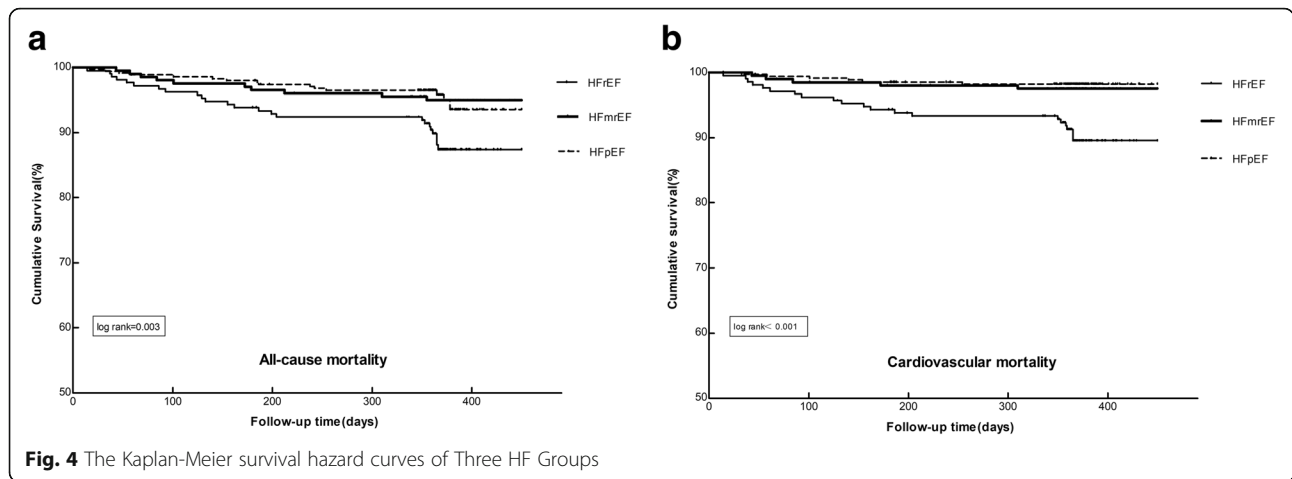 a
100
90
80
70
60
50
Cumulative Survival(%)
HFrEF
HFmrEF
HFpEF
log rank=0.003
All-cause mortality
0 100 200 300 400
Follow-up time(days)
b
100
90
80
70
60
50
Cumulative survival(%)
HFrEF
HFmrEF
HFpEF
log rank< 0.001
Cardiovascular mortality
0 100 200 300 400
Follow-up time(days)
Fig. 4 The Kaplan-Meier survival hazard curves of Three HF Groups